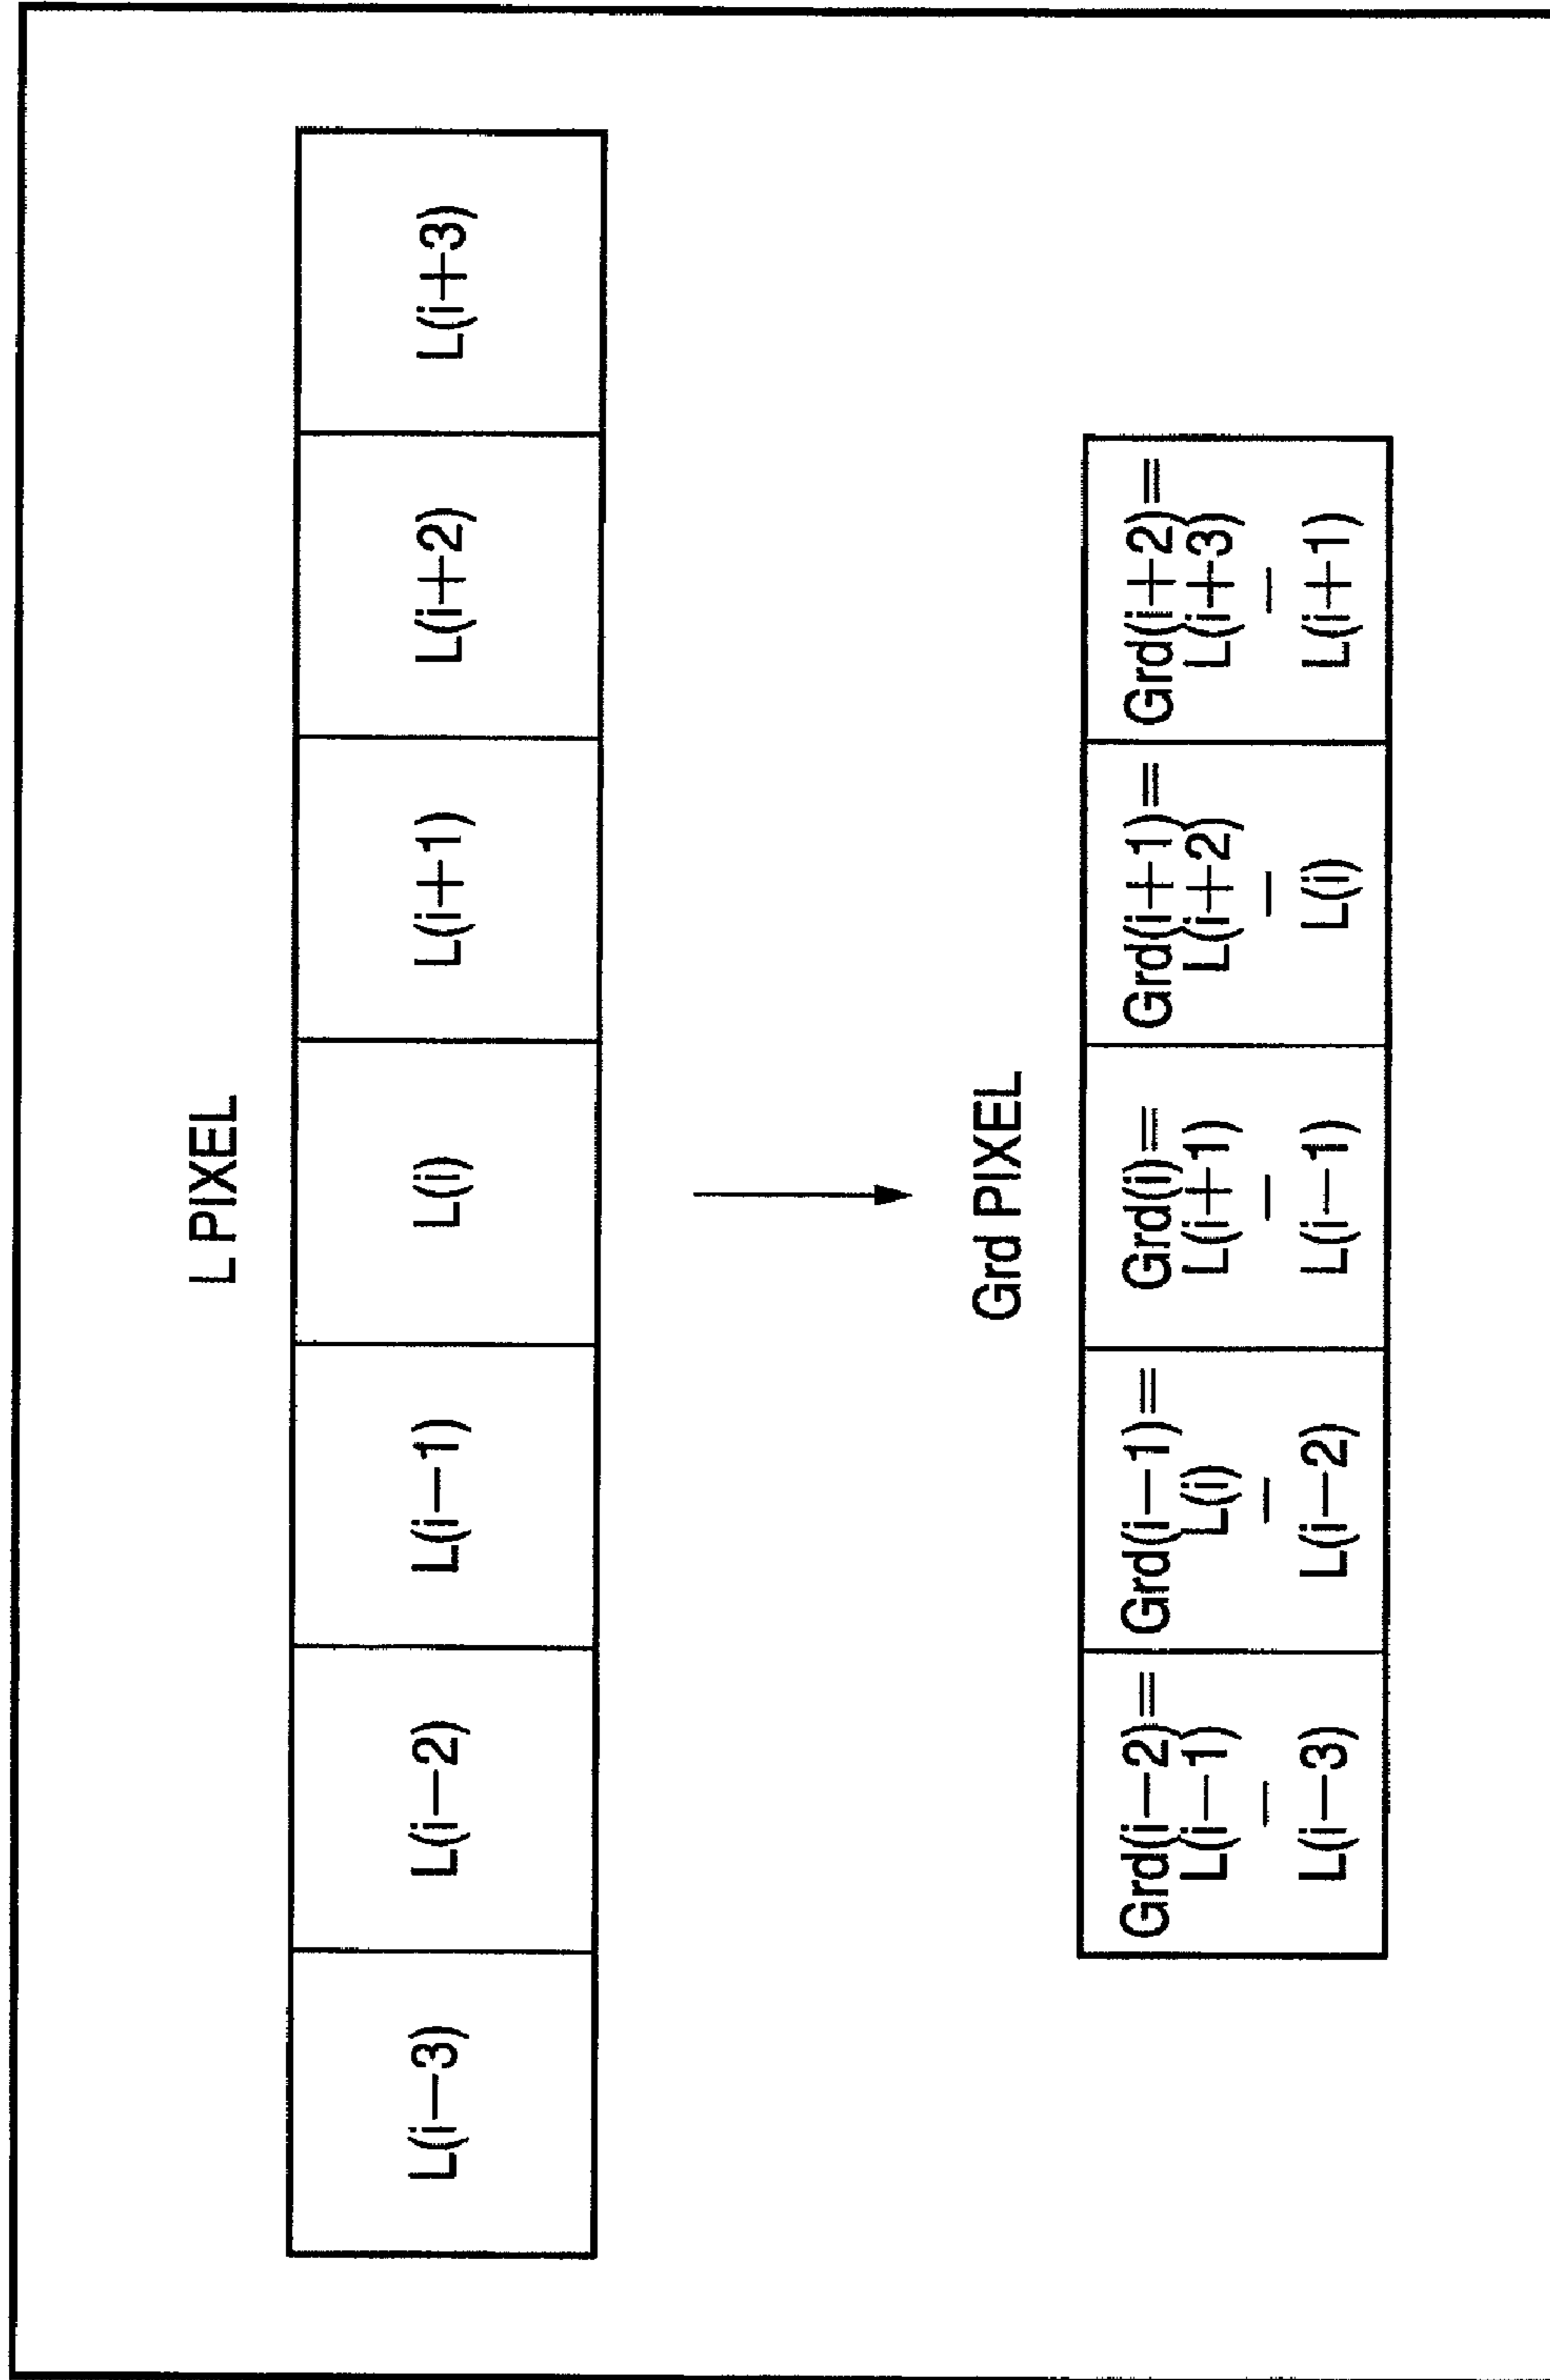 L PIXEL
L(i−3)
L(i−2)
L(i−1)
L(i)
L(i+1)
L(i+2)
L(i+3)
Grd PIXEL
Grd(i−2)=
L(i−1)
−
L(i−3)
Grd(i−1)=
L(i)
−
L(i−2)
Grd(i)=
L(i+1)
−
L(i−1)
Grd(i+1)=
L(i+2)
−
L(i)
Grd(i+2)=
L(i+3)
−
L(i+1)